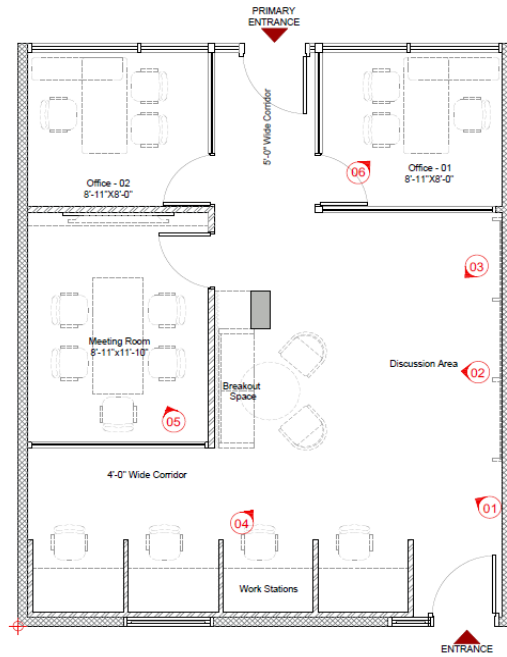 PRIMARY
ENTRANCE
5'-0" Wide Corridor
Office - 02
8'-11"X8'-0"
06
Office - 01
8'-11"X8'-0"
03
Meeting Room
8'-11"x11'-10"
Discussion Area
02
Breakout
Space
05
4'-0" Wide Corridor
01
04
Work Stations
ENTRANCE